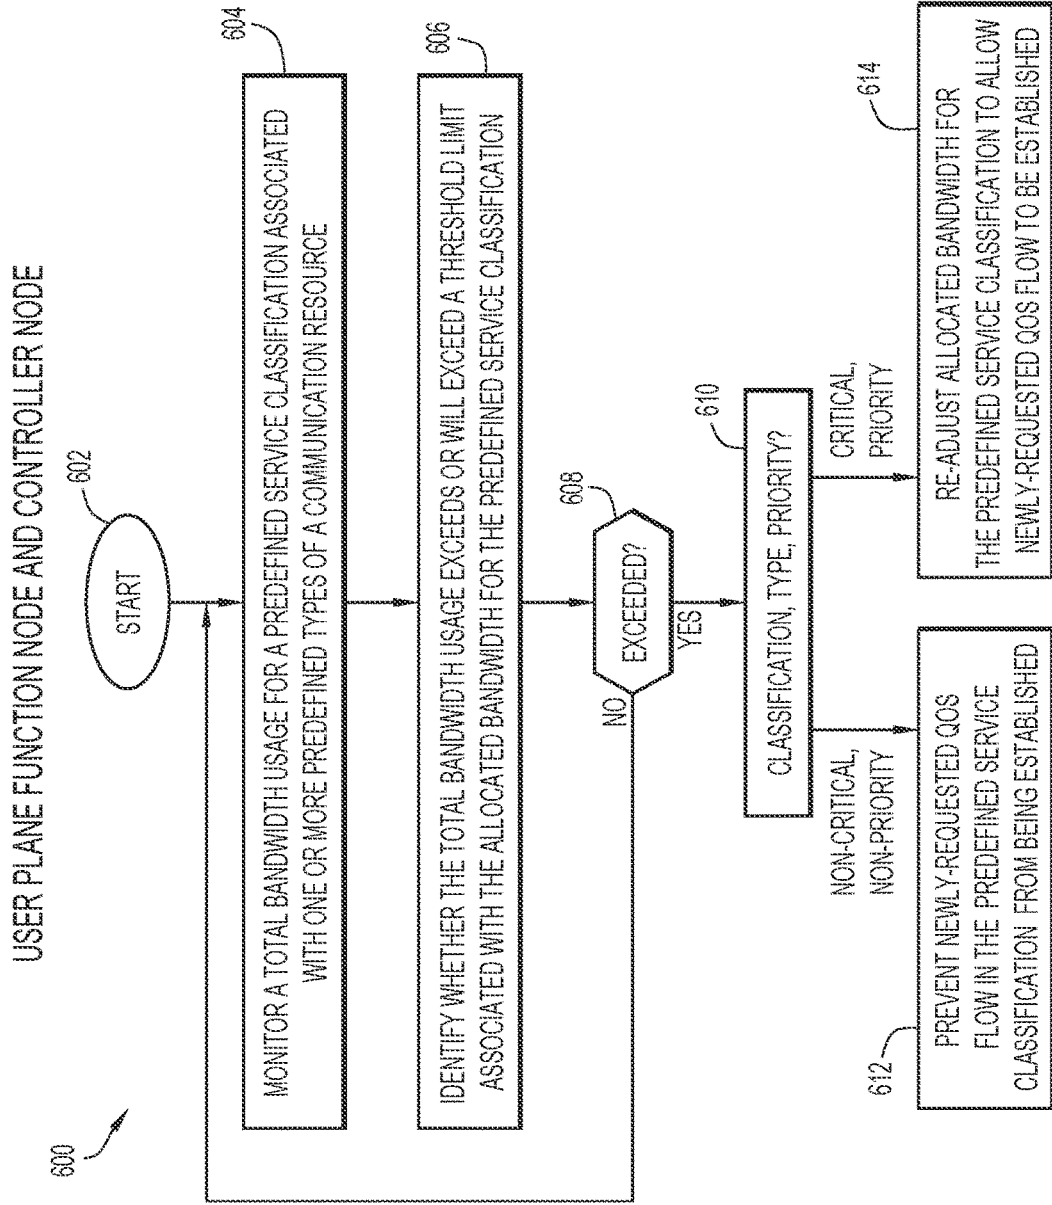 USER PLANE FUNCTION NODE AND CONTROLLER NODE
600
602
START
604
MONITOR A TOTAL BANDWIDTH USAGE FOR A PREDEFINED SERVICE CLASSIFICATION ASSOCIATED
WITH ONE OR MORE PREDEFINED TYPES OF A COMMUNICATION RESOURCE
606
IDENTIFY WHETHER THE TOTAL BANDWIDTH USAGE EXCEEDS OR WILL EXCEED A THRESHOLD LIMIT
ASSOCIATED WITH THE ALLOCATED BANDWIDTH FOR THE PREDEFINED SERVICE CLASSIFICATION
608
EXCEEDED?
NO
YES
610
CLASSIFICATION, TYPE, PRIORITY?
NON-CRITICAL,
NON-PRIORITY
CRITICAL,
PRIORITY
612
PREVENT NEWLY-REQUESTED QOS
FLOW IN THE PREDEFINED SERVICE
CLASSIFICATION FROM BEING ESTABLISHED
614
RE-ADJUST ALLOCATED BANDWIDTH FOR
THE PREDEFINED SERVICE CLASSIFICATION TO ALLOW
NEWLY-REQUESTED QOS FLOW TO BE ESTABLISHED